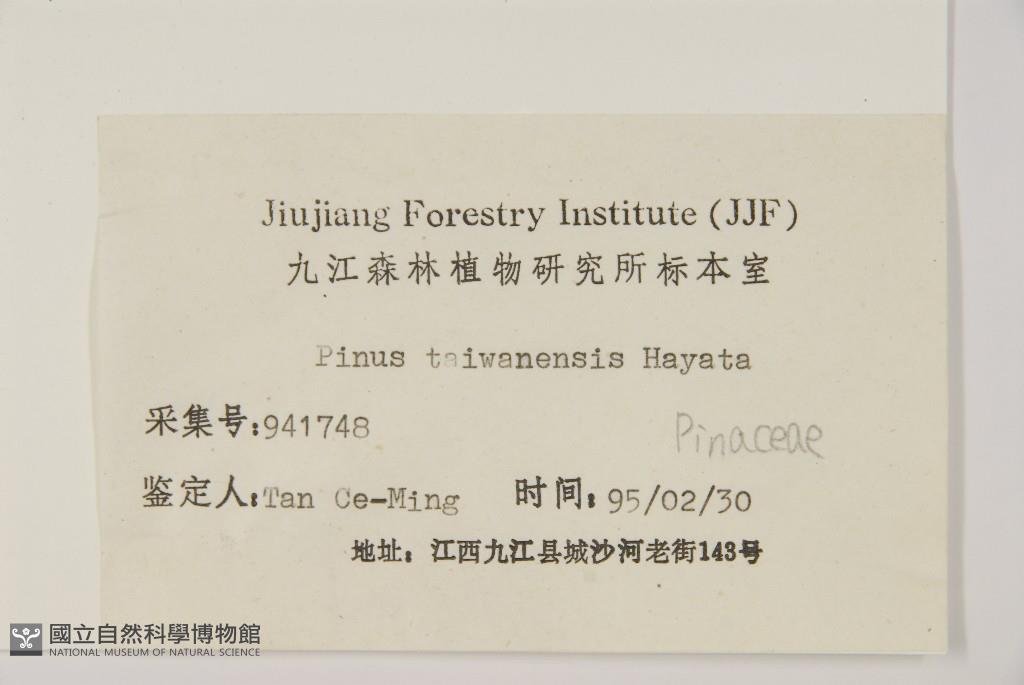 Jiujiang Forestry Institute (JJF)
九江森林植物研究所标本室
Pinus taiwanensis Hayata
采集号:941748
Pinaceae
鉴定人:Tan Ce-Ming 时间:95/02/30
地址: 江西九江县城沙河老街143号
國立自然科學博物館
NATIONAL MUSEUM OF NATURAL SCIENCE